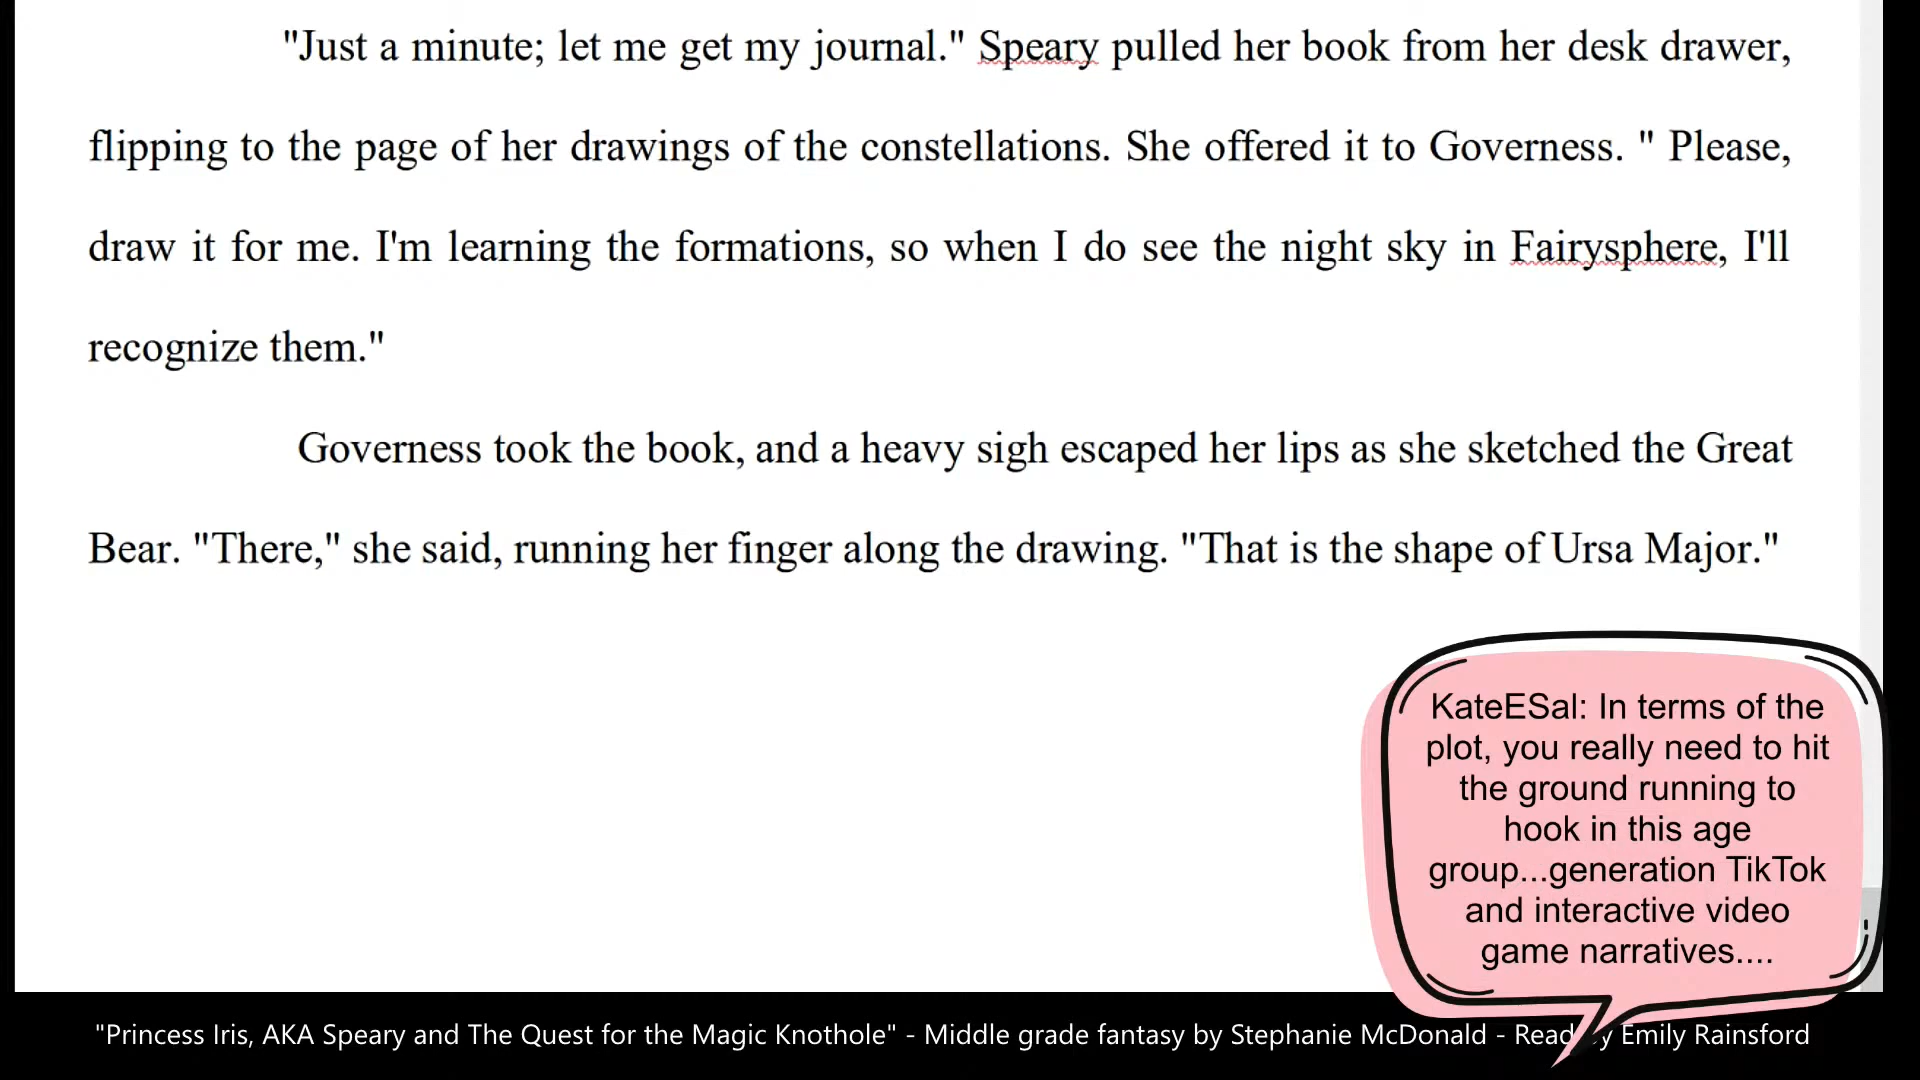 "Just a minute; let me get my journal." Speary pulled her book from her desk drawer,
flipping to the page of her drawings of the constellations. She offered it to Governess. " Please,
draw it for me. I'm learning the formations, so when I do see the night sky in Fairysphere, I'll
recognize them."
Governess took the book, and a heavy sigh escaped her lips as she sketched the Great
Bear. "There," she said, running her finger along the drawing. "That is the shape of Ursa Major."
KateESal: In terms of the
plot, you really need to hit
the ground running to
hook in this age
group...generation TikTok
and interactive video
game narratives....
"Princess Iris, AKA Speary and The Quest for the Magic Knothole" - Middle grade fantasy by Stephanie McDonald - Read by Emily Rainsford